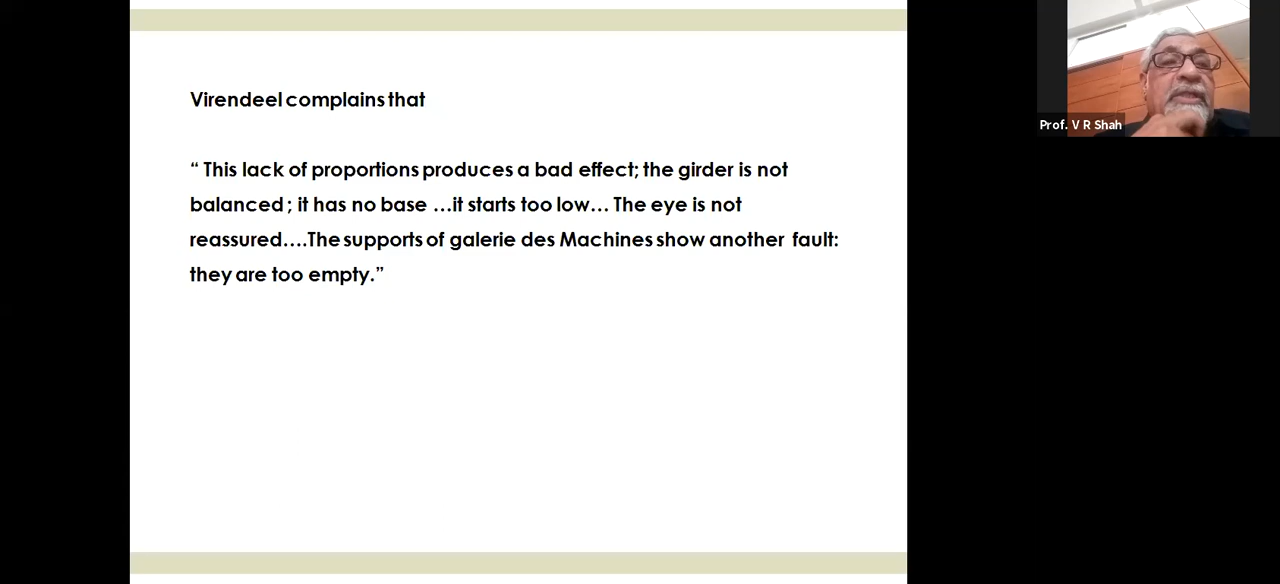 Virendeel complains that
“ This lack of proportions produces a bad effect; the girder is not
balanced ; it has no base …it starts too low… The eye is not
reassured….The supports of galerie des Machines show another fault:
they are too empty.”
Prof. V R Shah